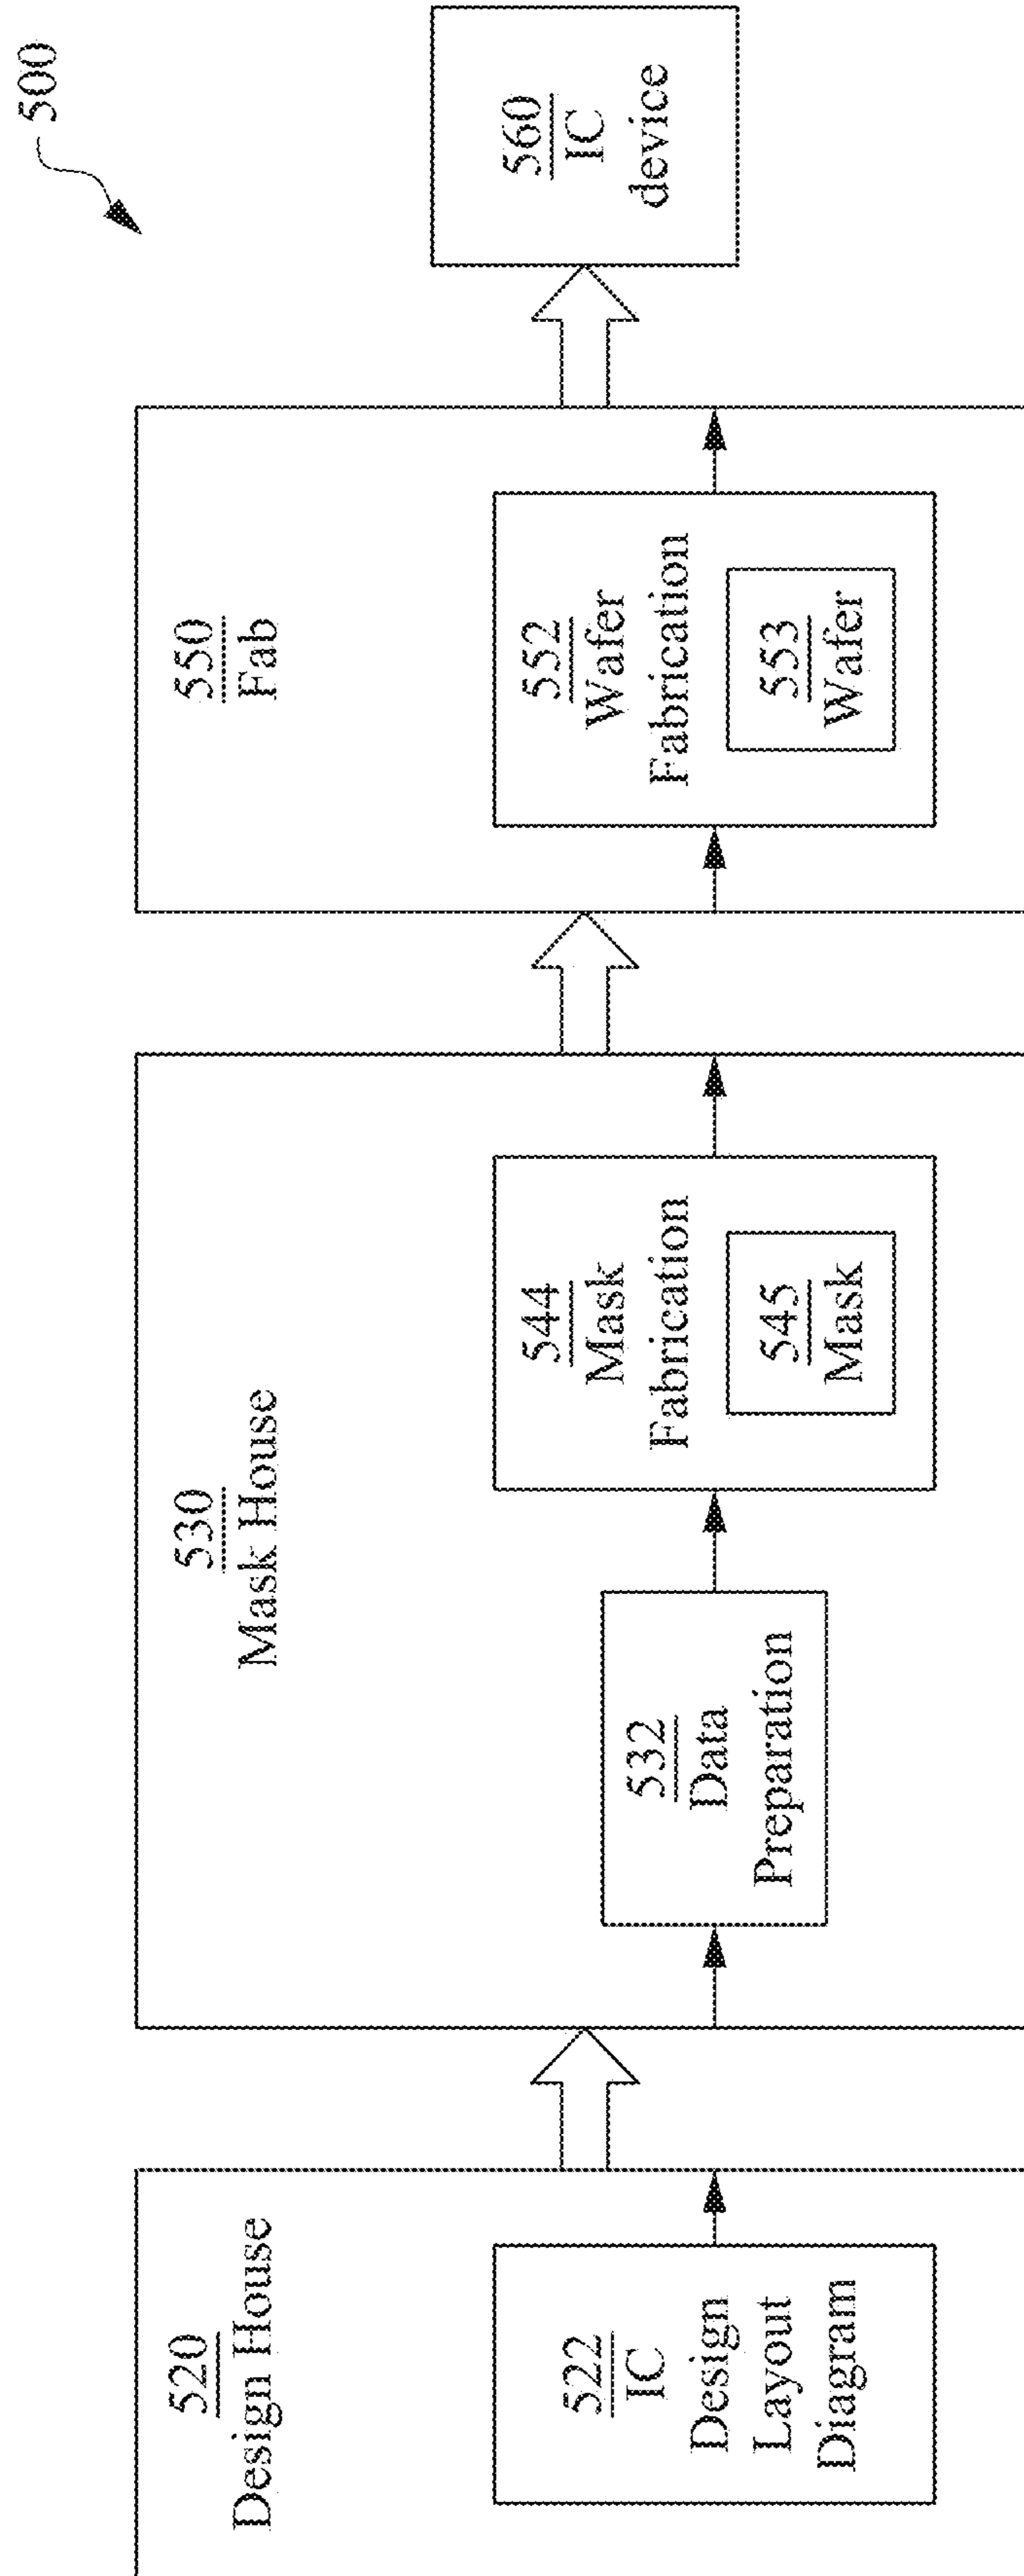 500
520
Design House
522
IC
Design
Layout
Diagram
530
Mask House
532
Data
Preparation
544
Mask
Fabrication
545
Mask
550
Fab
552
Wafer
Fabrication
553
Wafer
560
IC
device